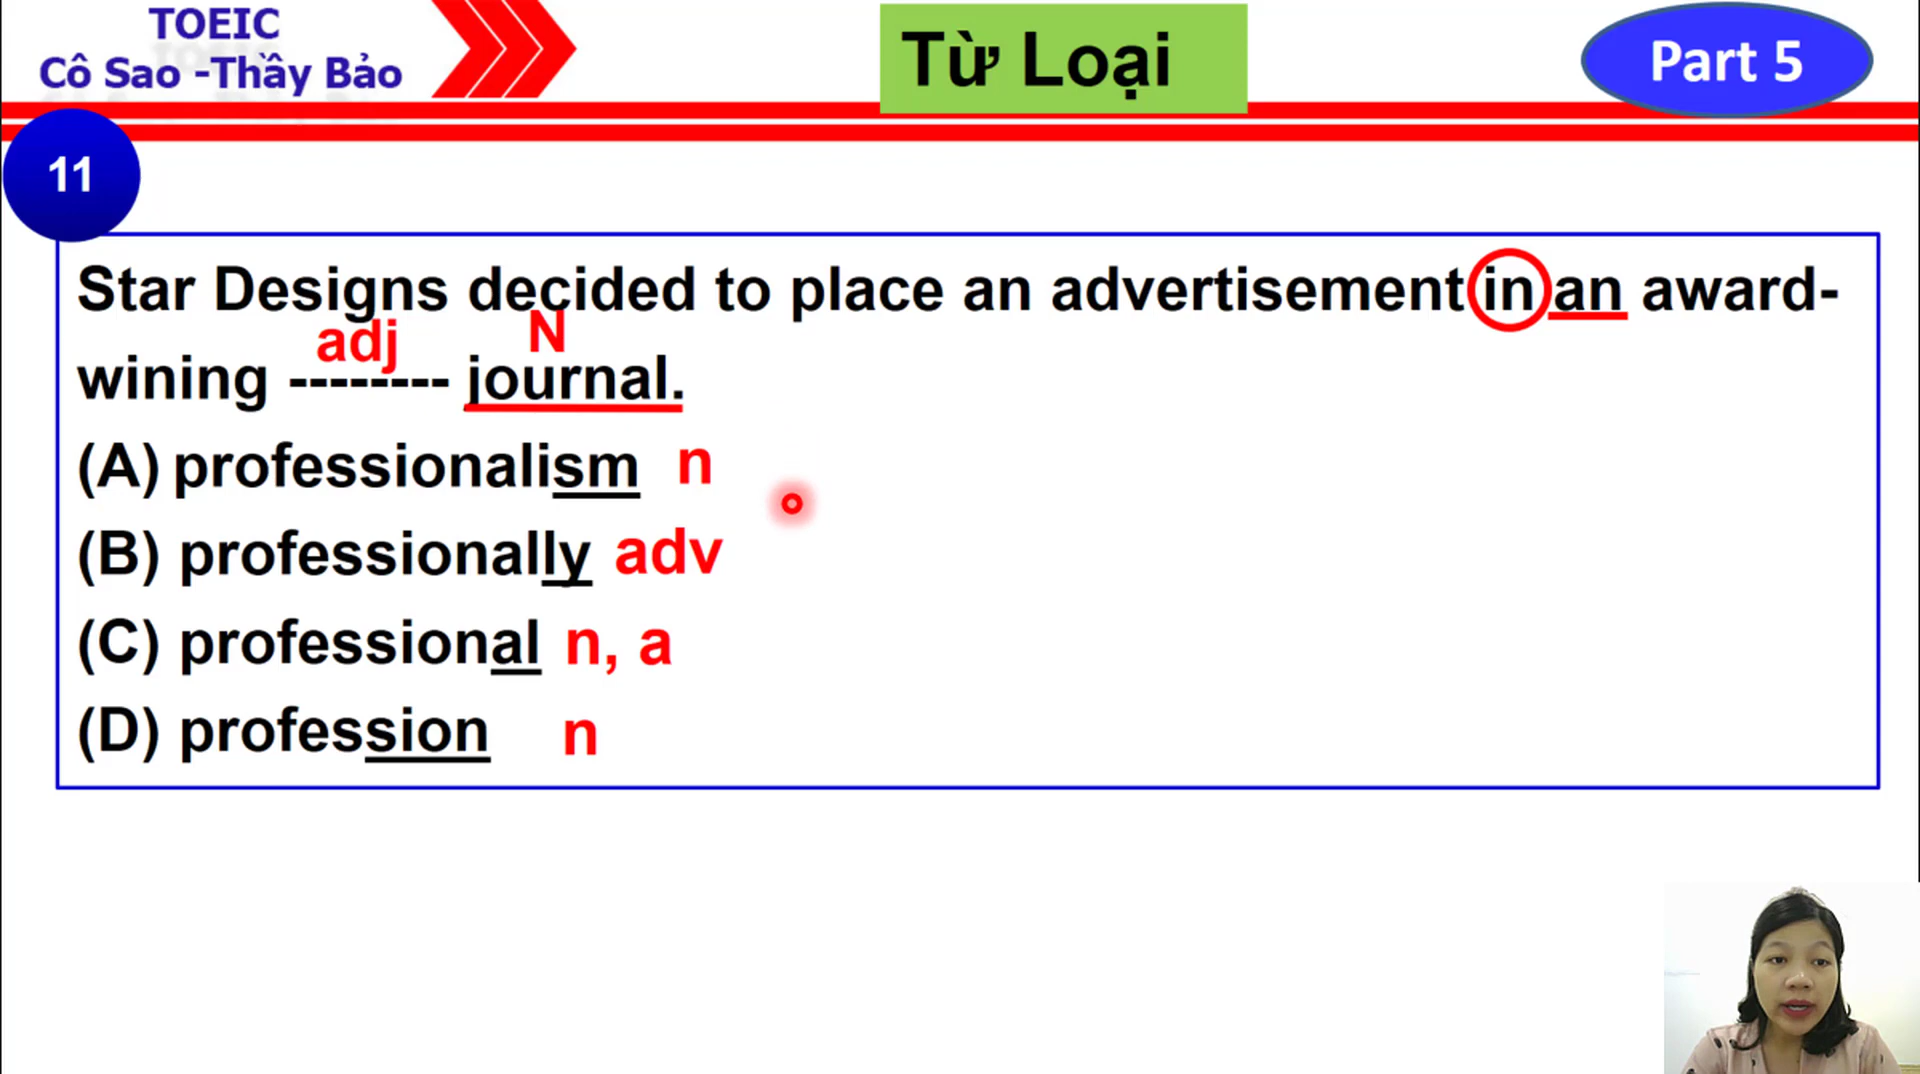 TOEIC
Cô Sao -Thầy Bảo
Từ Loại
Part 5
11
Star Designs decided to place an advertisement in an award-
adj N
wining -------- journal.
(A) professionalism n
(B) professionally adv
(C) professional n, a
(D) profession n